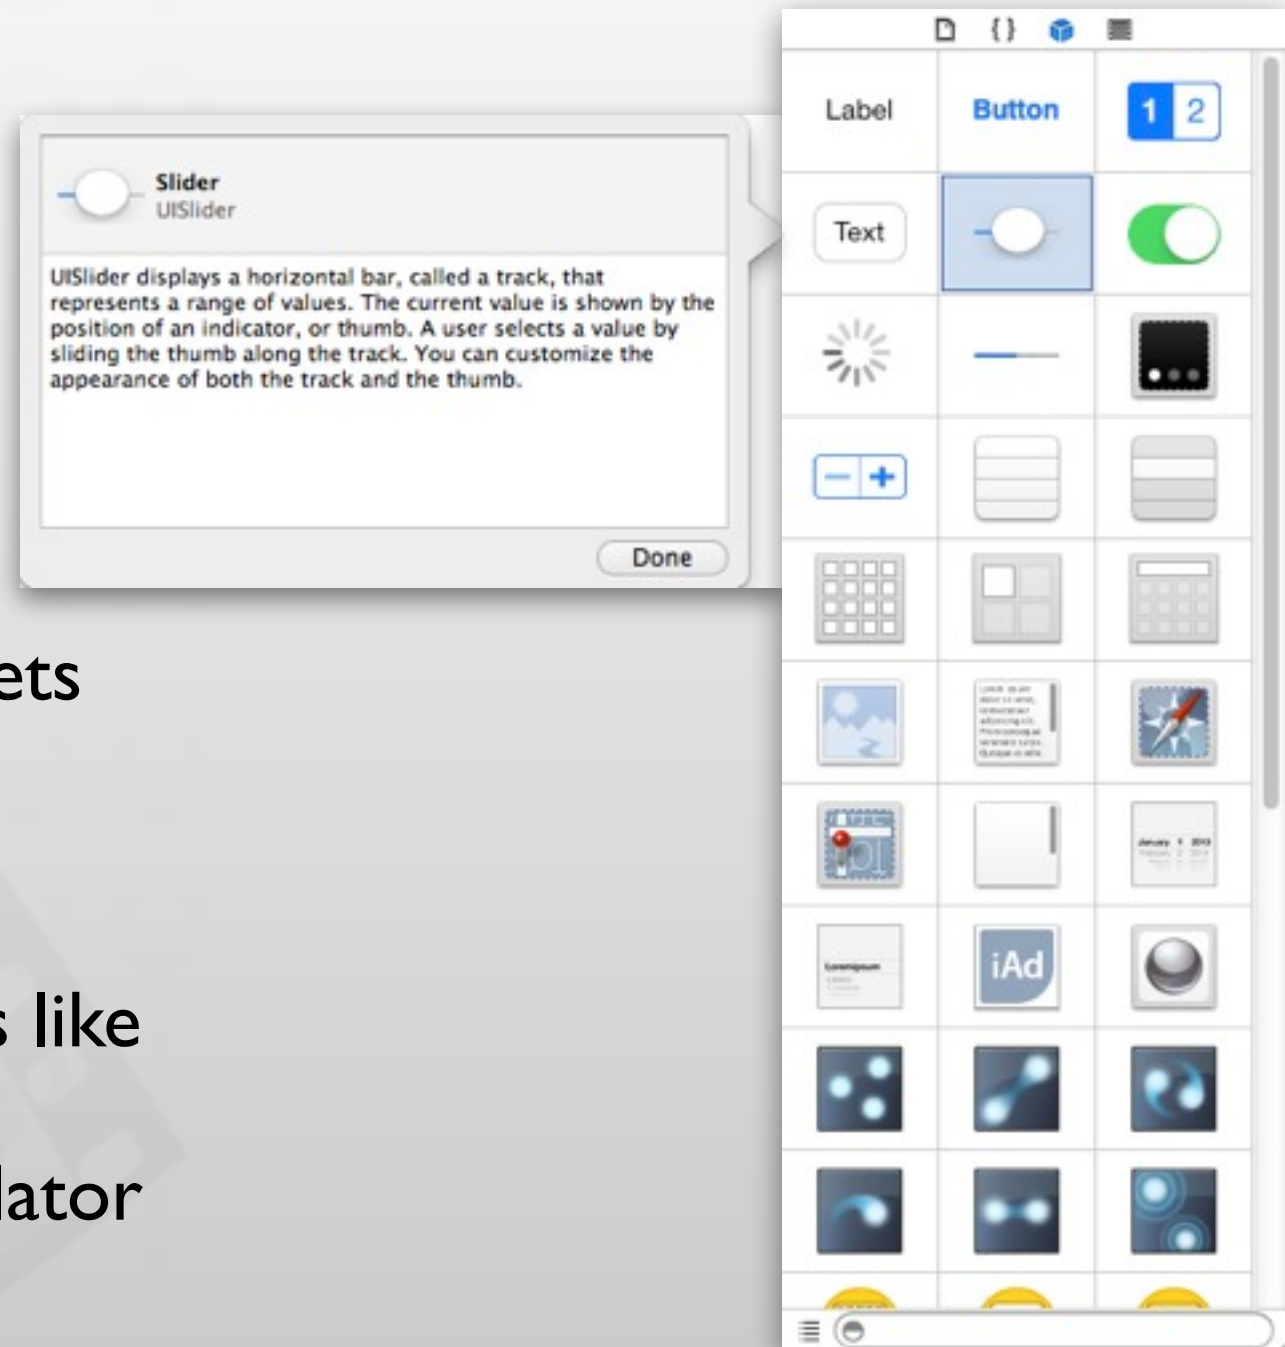 Label
Button
1 2
Slider
UISlider
Text
UISlider displays a horizontal bar, called a track, that
represents a range of values. The current value is shown by the
position of an indicator, or thumb. A user selects a value by
sliding the thumb along the track. You can customize the
appearance of both the track and the thumb.
Done
ets
s like
lator
January 1 2013
iAd